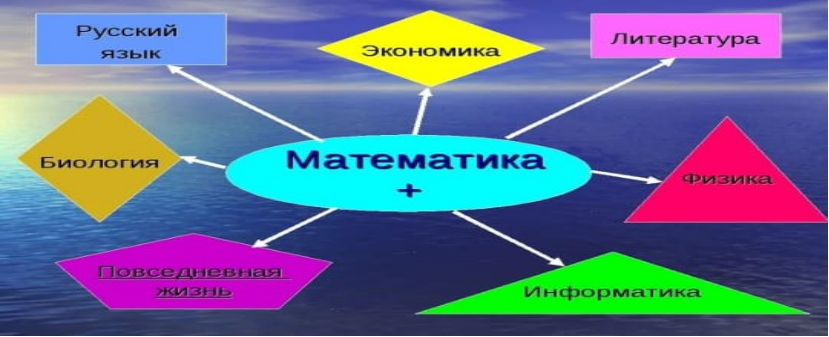 Русский
язык
Экономика
Литература
Биология
Математика
+
Физика
Повседневная
жизнь
Информатика